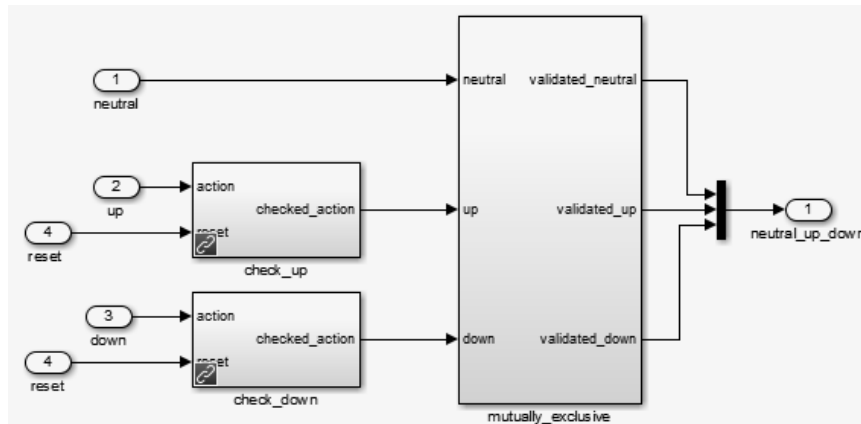 1
neutral
neutral
validated_neutral
2
up
action
checked_action
up
validated_up
1
neutral_up_down
4
reset
reset
check_up
3
down
action
checked_action
down
validated_down
4
reset
reset
check_down
mutually_exclusive